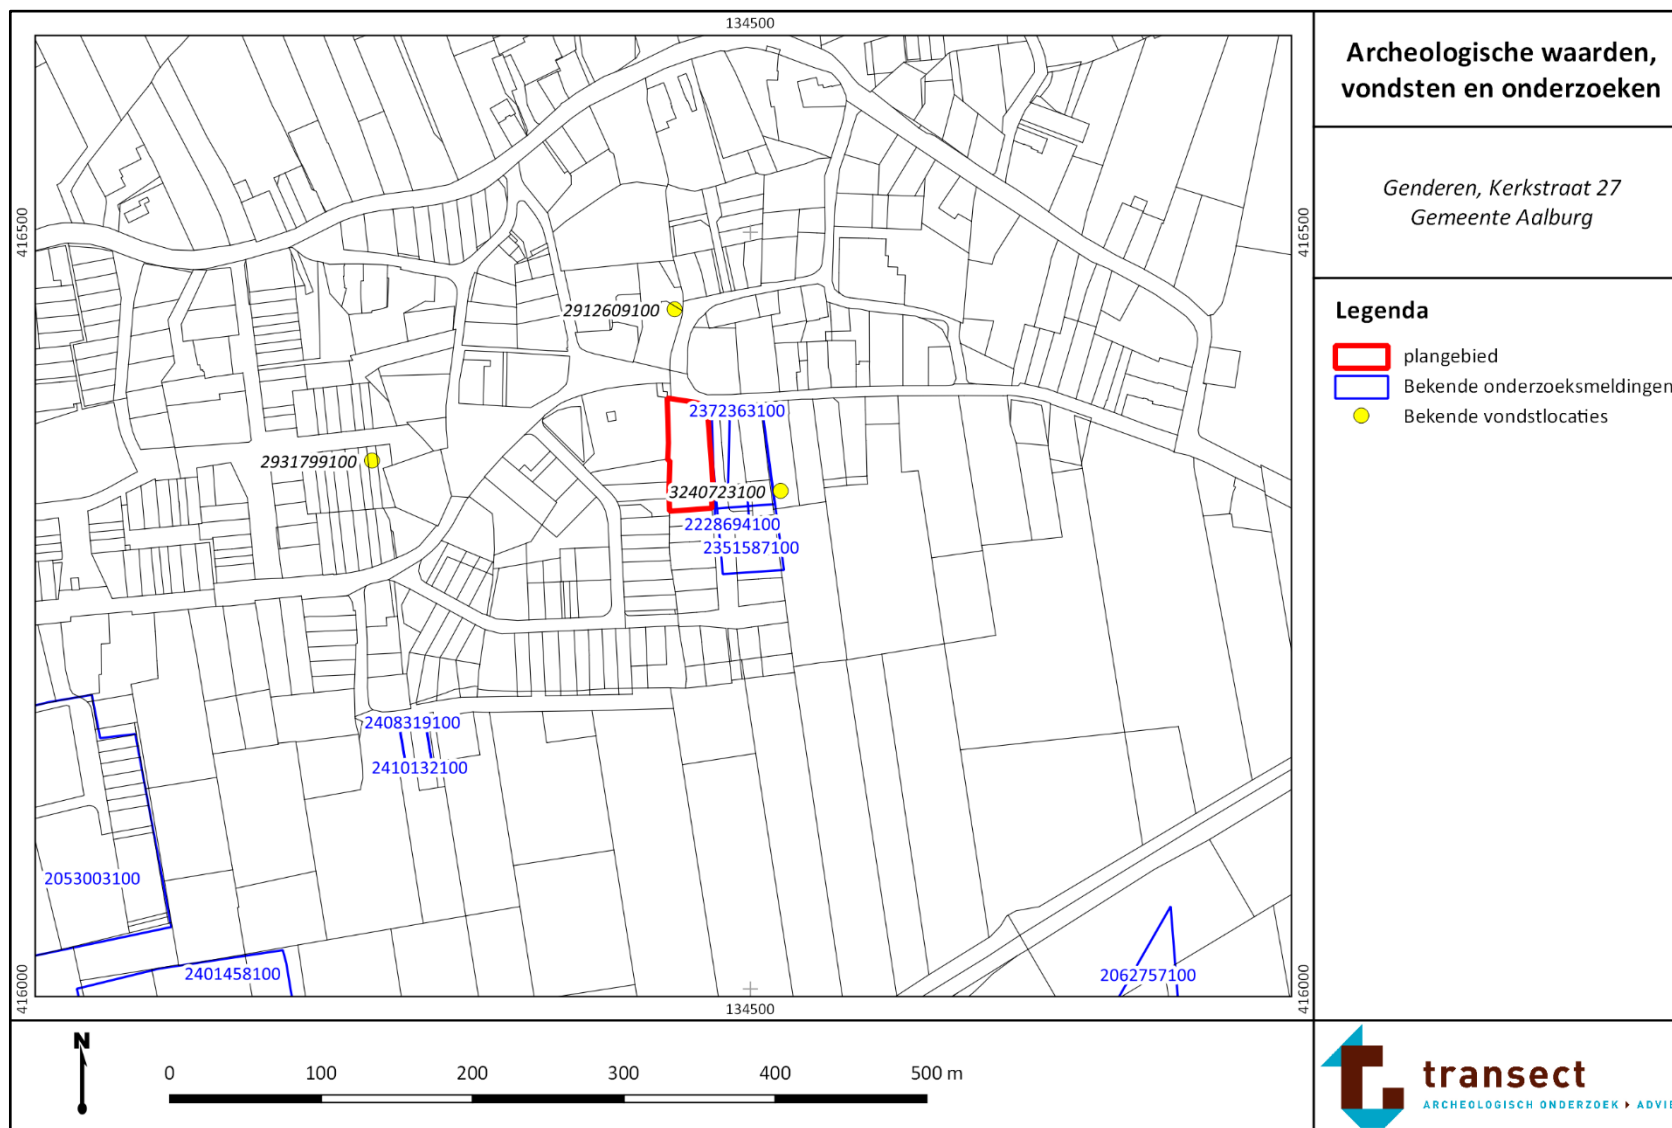 134500
Archeologische waarden,
vondsten en onderzoeken
Genderen, Kerkstraat 27
Gemeente Aalburg
416500
416500
2912609100
Legenda
plangebied
Bekende onderzoeksmeldingen
Bekende vondstlocaties
2372363100
2931799100
3240723100
2228694100
2351587100
2408319100
2410132100
2053003100
2401458100
2062757100
416000
416000
134500
N
0 100 200 300 400 500 m
transect
ARCHEOLOGISCH ONDERZOEK ADVIE